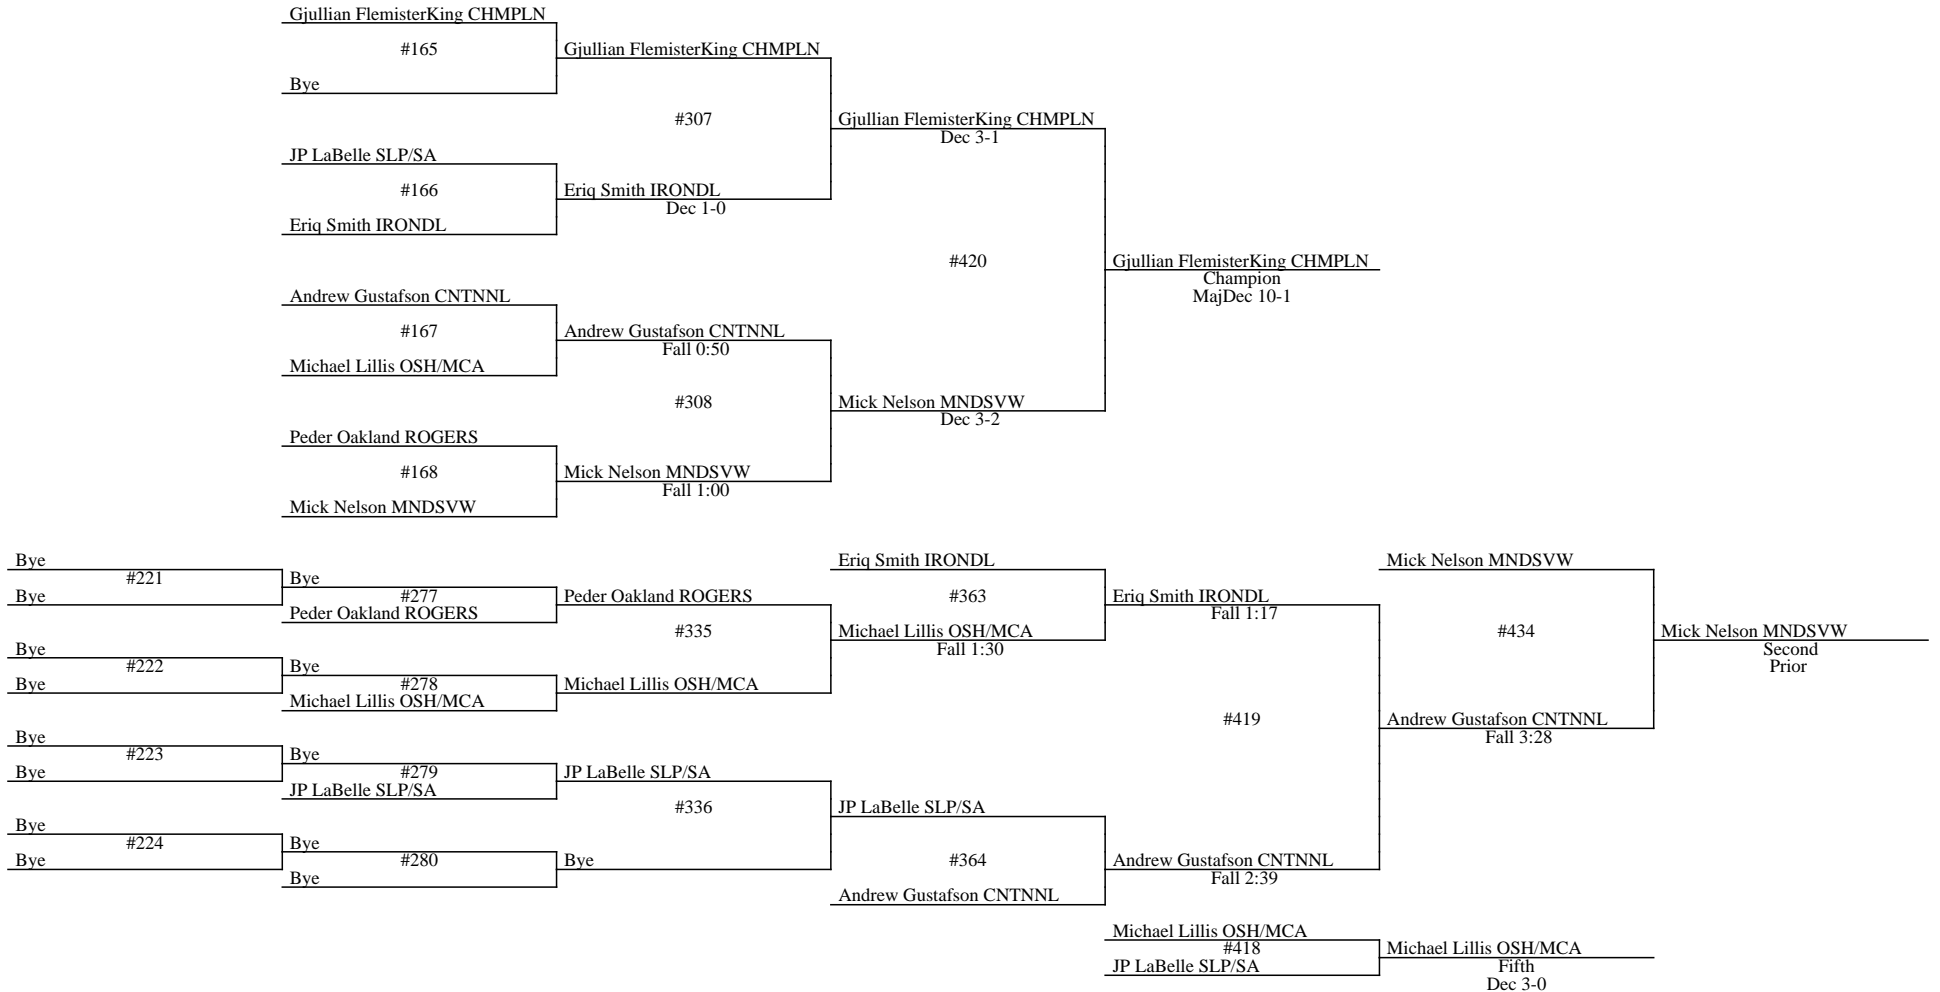 Gjullian FlemisterKing CHMPLN
#165
Bye
Gjullian FlemisterKing CHMPLN
#307
JP LaBelle SLP/SA
#166
Eriq Smith IRONDL
Eriq Smith IRONDL
Dec 1-0
Gjullian FlemisterKing CHMPLN
Dec 3-1
#420
Andrew Gustafson CNTNNL
#167
Michael Lillis OSH/MCA
Andrew Gustafson CNTNNL
Fall 0:50
#308
Peder Oakland ROGERS
#168
Mick Nelson MNDSVW
Mick Nelson MNDSVW
Fall 1:00
Mick Nelson MNDSVW
Dec 3-2
Gjullian FlemisterKing CHMPLN
Champion
MajDec 10-1
Bye
#221
Bye
Bye
#277
Peder Oakland ROGERS
Peder Oakland ROGERS
#335
Bye
#222
Bye
Bye
#278
Michael Lillis OSH/MCA
Michael Lillis OSH/MCA
Eriq Smith IRONDL
#363
Michael Lillis OSH/MCA
Fall 1:30
Eriq Smith IRONDL
Fall 1:17
#419
Bye
#223
Bye
Bye
#279
JP LaBelle SLP/SA
JP LaBelle SLP/SA
#336
Bye
#224
Bye
Bye
#280
Bye
Bye
JP LaBelle SLP/SA
#364
Andrew Gustafson CNTNNL
Andrew Gustafson CNTNNL
Fall 2:39
Mick Nelson MNDSVW
#434
Andrew Gustafson CNTNNL
Fall 3:28
Mick Nelson MNDSVW
Second
Prior
Michael Lillis OSH/MCA
#418
JP LaBelle SLP/SA
Michael Lillis OSH/MCA
Fifth
Dec 3-0